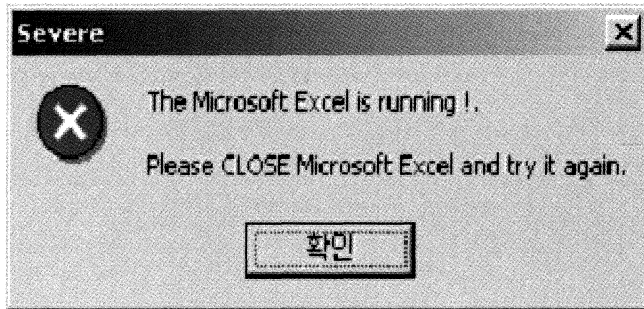 Severe
The Microsoft Excel is running !.
Please CLOSE Microsoft Excel and try it again.
확인